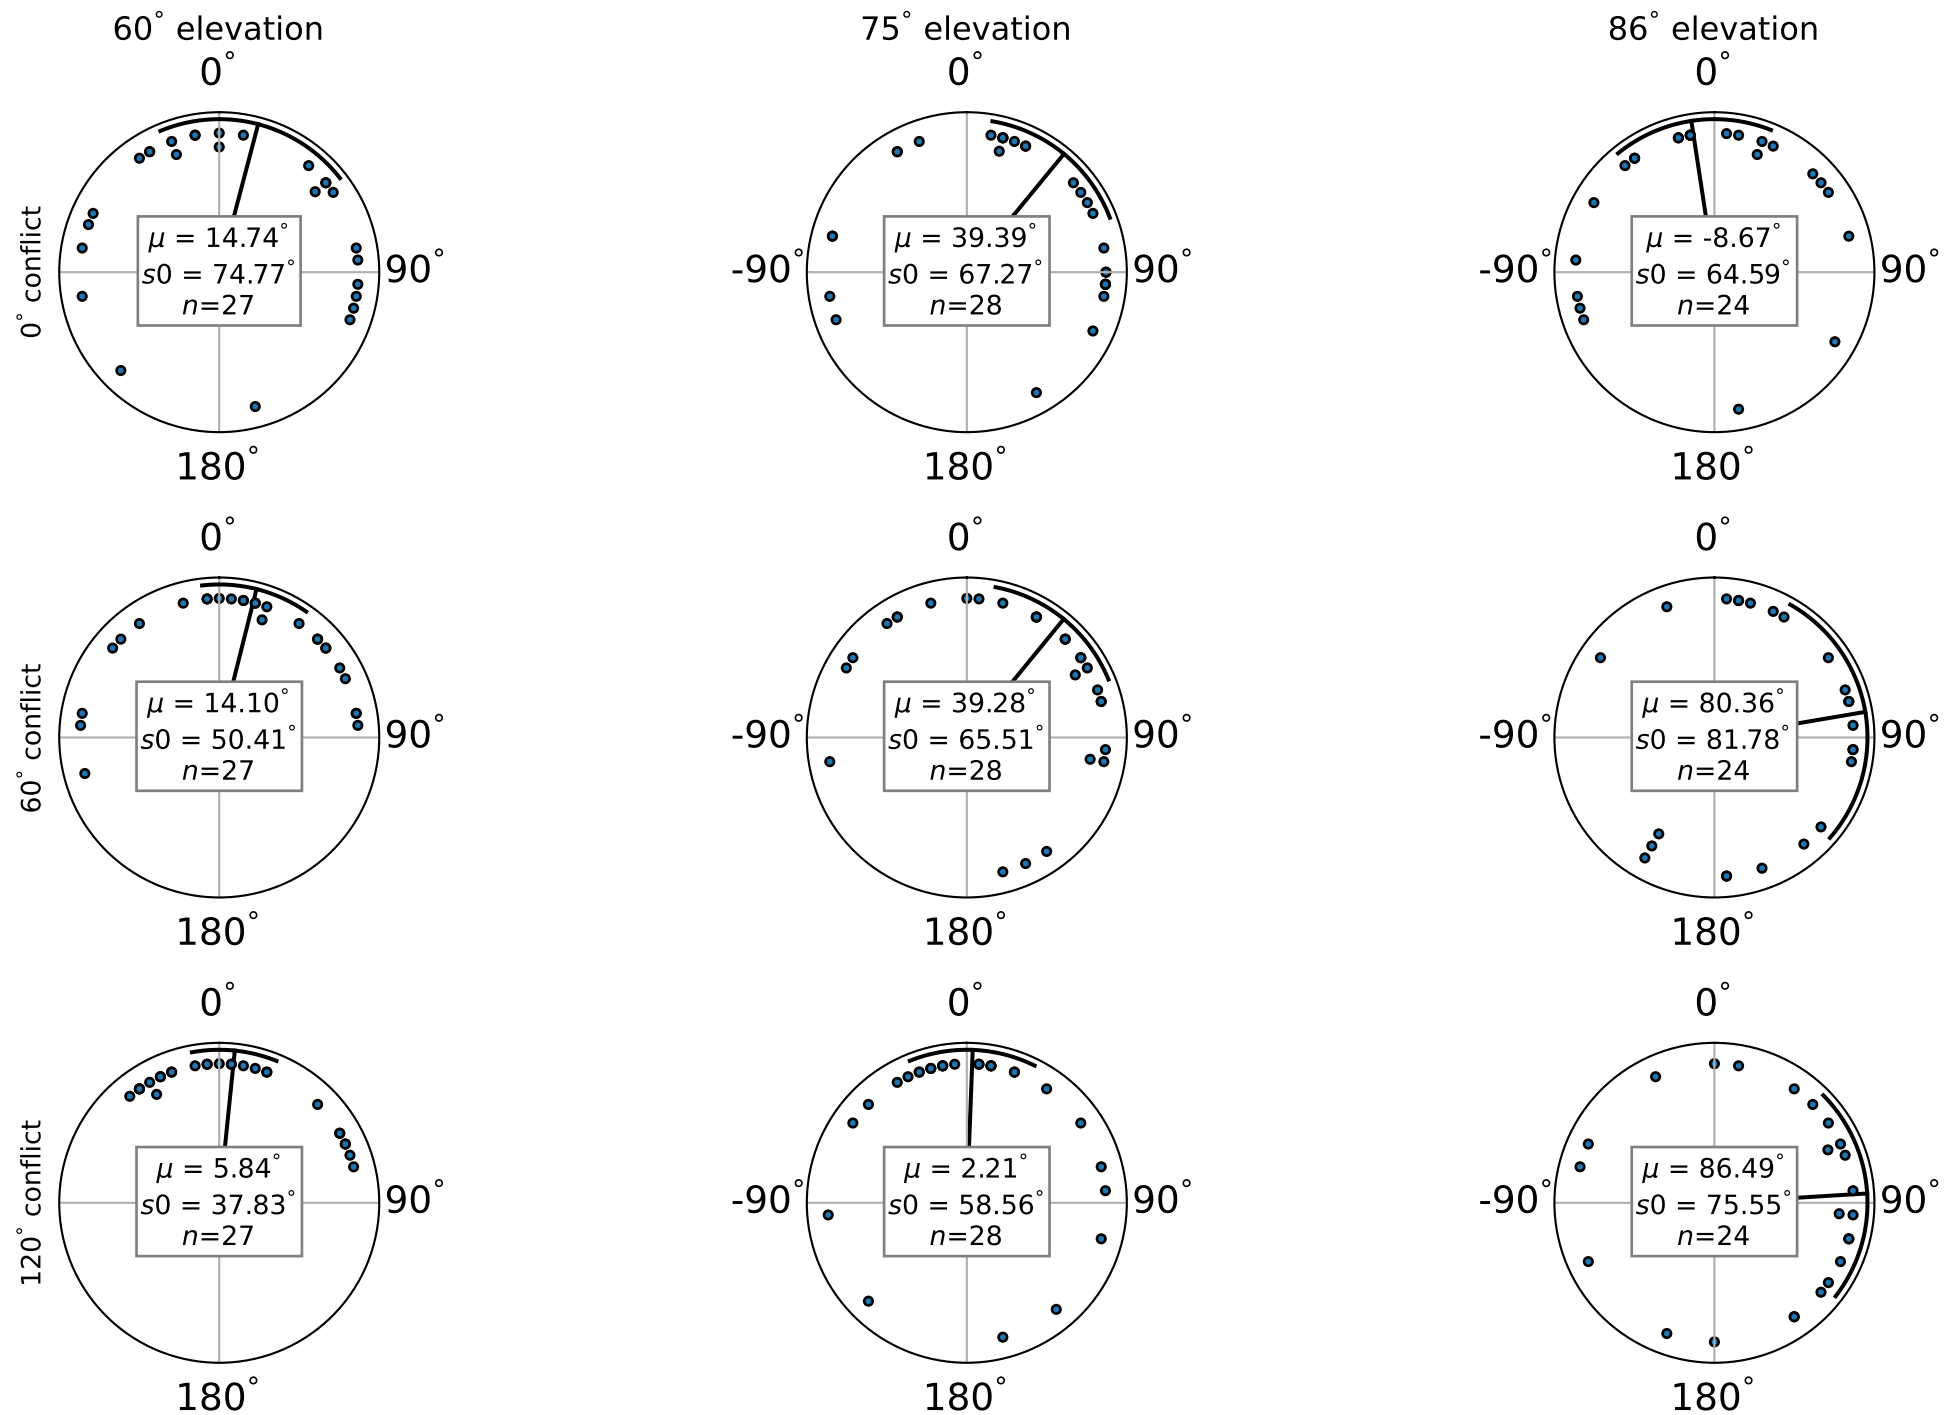 60° elevation
75° elevation
86° elevation
0°
0°
0°
0° conflict
μ = 14.74°
s0 = 74.77°
n=27
90°
180°
-90°
μ = 39.39°
s0 = 67.27°
n=28
90°
180°
-90°
μ = -8.67°
s0 = 64.59°
n=24
90°
180°
0°
0°
0°
60° conflict
μ = 14.10°
s0 = 50.41°
n=27
90°
180°
-90°
μ = 39.28°
s0 = 65.51°
n=28
90°
180°
-90°
μ = 80.36°
s0 = 81.78°
n=24
90°
180°
0°
0°
0°
120° conflict
μ = 5.84°
s0 = 37.83°
n=27
90°
180°
-90°
μ = 2.21°
s0 = 58.56°
n=28
90°
180°
-90°
μ = 86.49°
s0 = 75.55°
n=24
90°
180°